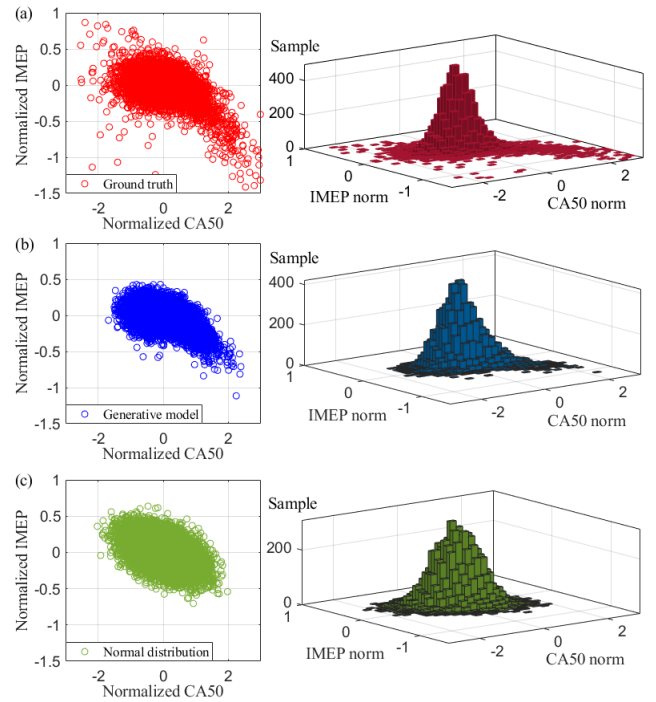 (a)
1
0.5
0
-0.5
-1
-1.5
Normalized IMEP
Ground truth
-2 0 2
Normalized CA50
Sample
400
200
0
1
0
-1
IMEP norm
-2
0
2
CA50 norm
(b)
1
0.5
0
-0.5
-1
-1.5
Normalized IMEP
Generative model
-2 0 2
Normalized CA50
Sample
400
200
0
1
0
-1
IMEP norm
-2
0
2
CA50 norm
(c)
1
0.5
0
-0.5
-1
-1.5
Normalized IMEP
Normal distribution
-2 0 2
Normalized CA50
Sample
200
0
1
0
-1
IMEP norm
-2
0
2
CA50 norm